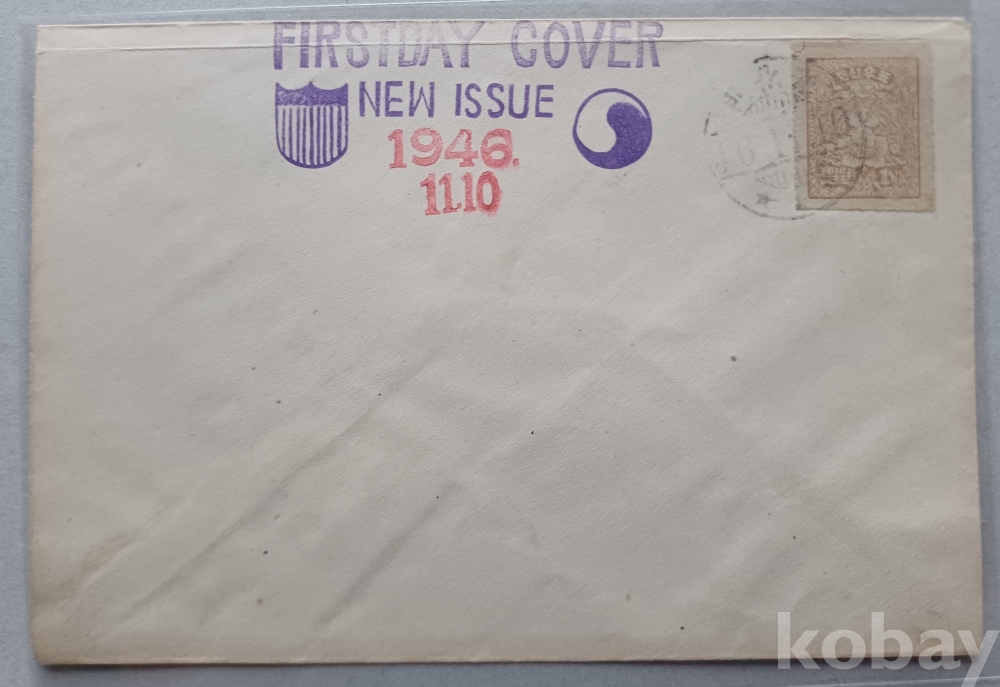 FIRSTDAY COVER
NEW ISSUE
1946.
11.10
kobay